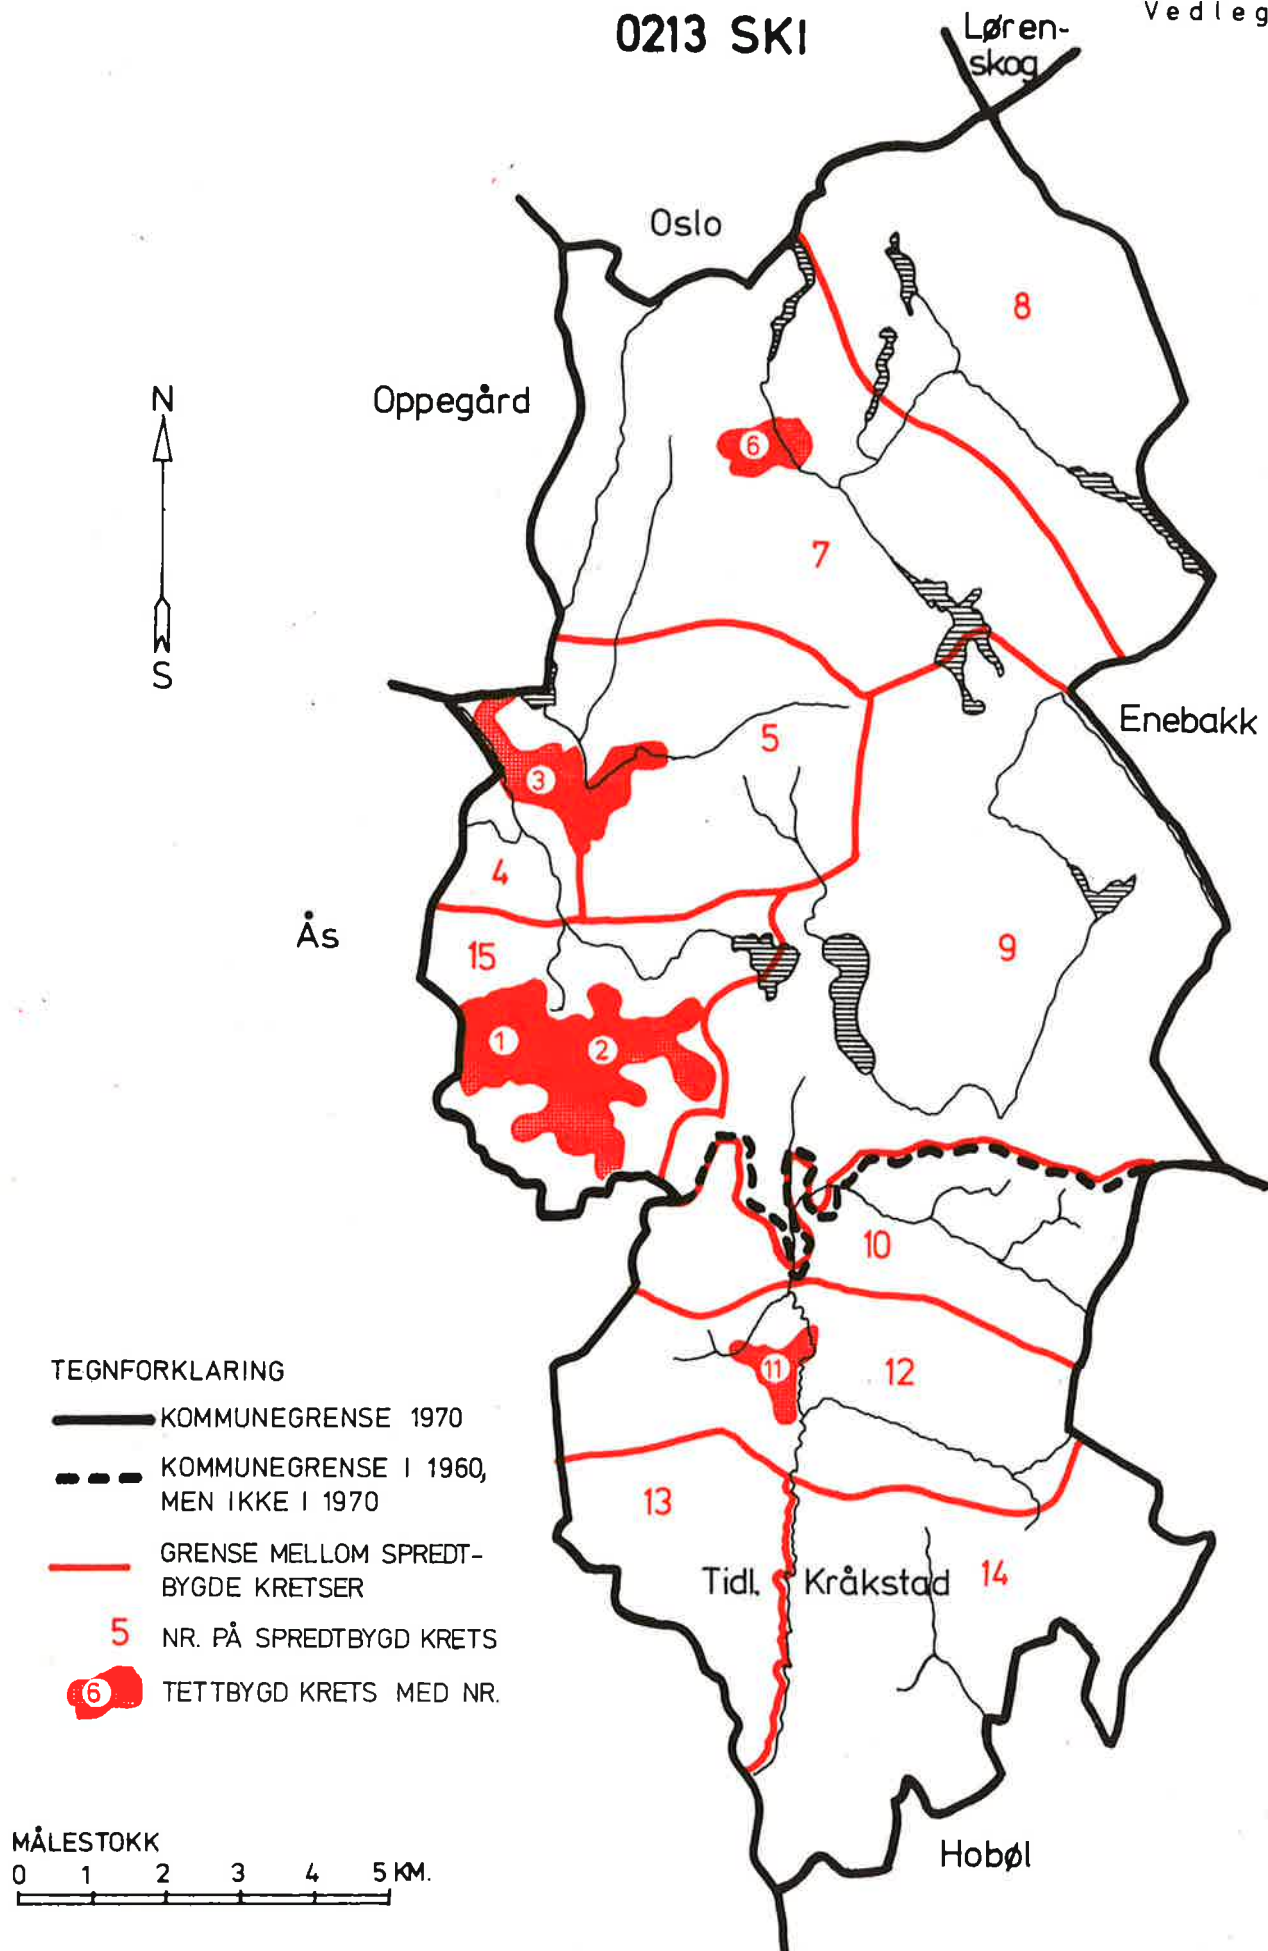 Vedleg
0213 SKI
Løren-
skog
Oslo
8
N
Oppegård
6
7
S
Enebakk
5
3
4
Ås
15
9
1
2
10
11
12
TEGNFORKLARING
KOMMUNEGRENSE 1970
KOMMUNEGRENSE I 1960,
MEN IKKE I 1970
13
GRENSE MELLOM SPREDT-
BYGDE KRETSER
Tidl. Kråkstad
14
5 NR. PÅ SPREDTBYGD KRETS
6 TETTBYGD KRETS MED NR.
MÅLESTOKK
0 1 2 3 4 5 KM.
Hobøl